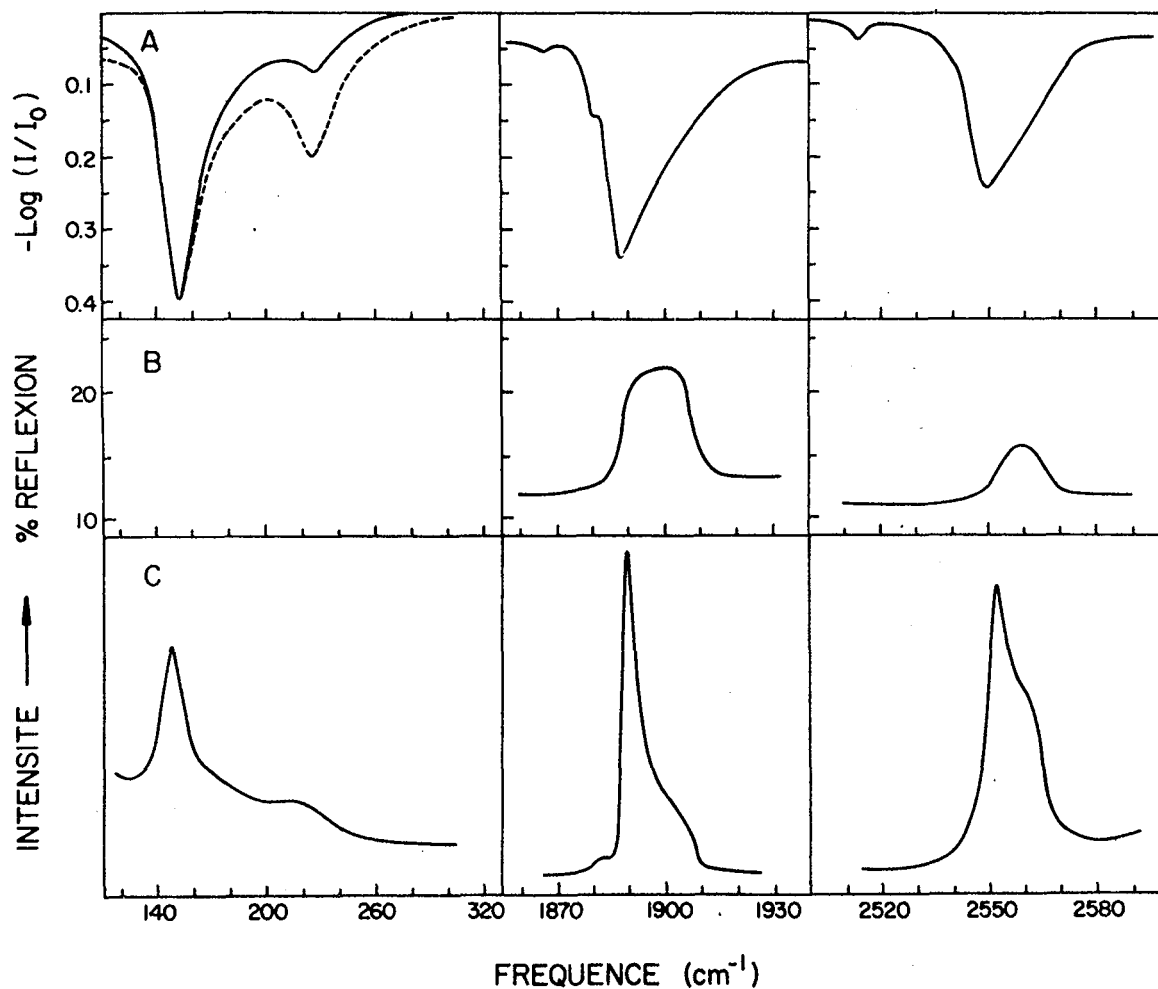 A
-Log (I/I₀)
0.1
0.2
0.3
0.4
B
% REFLEXION
20
10
C
INTENSITE
140 200 260 320 1870 1900 1930 2520 2550 2580
FREQUENCE (cm⁻¹)